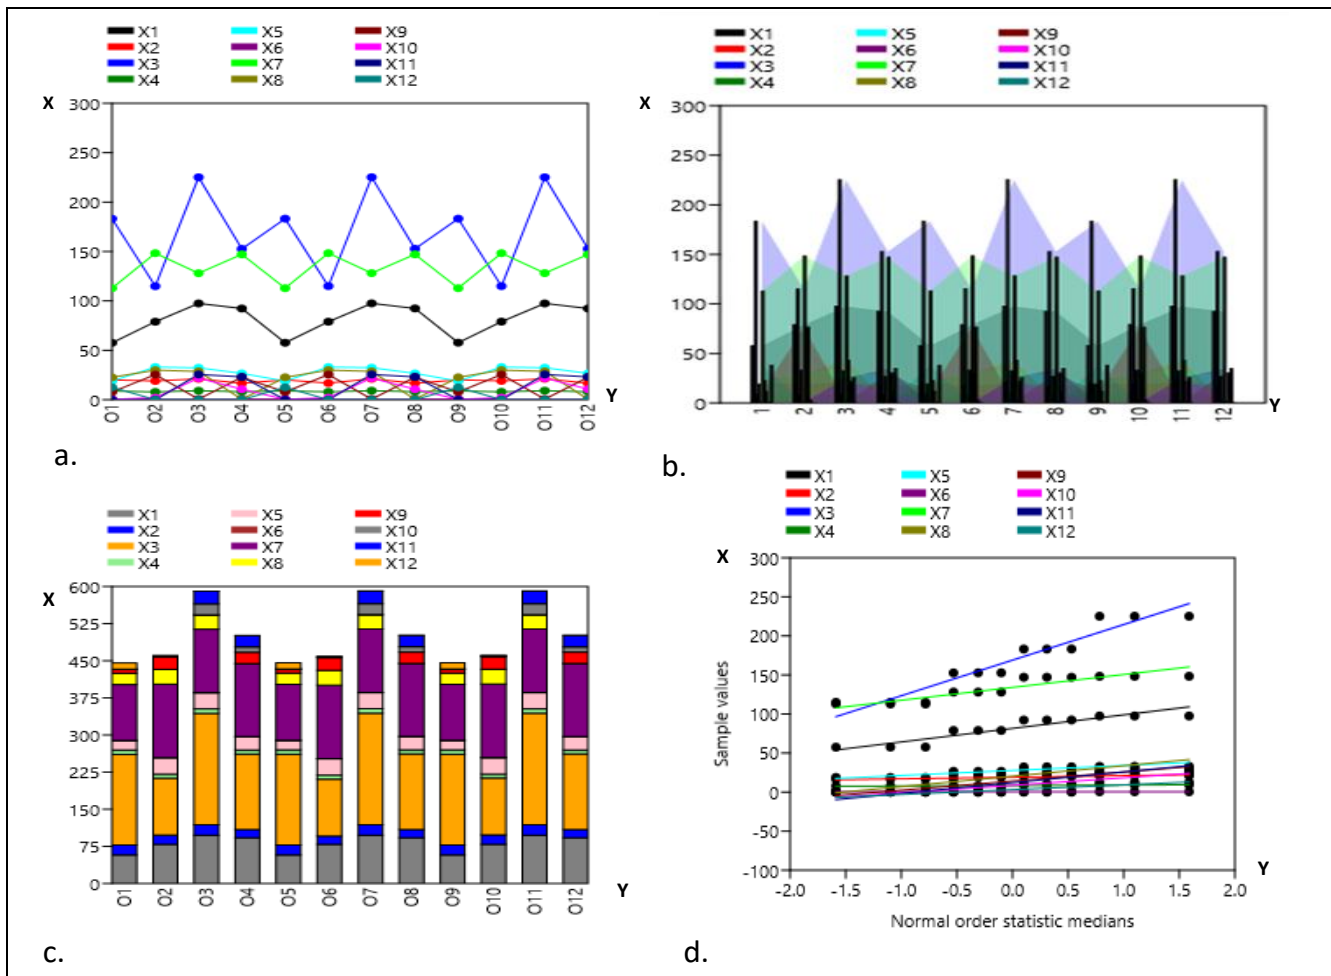 X1 X5 X9
X2 X6 X10
X3 X7 X11
X4 X8 X12
X
300
250
200
150
100
50
0
Y
O1 O2 O3 O4 O5 O6 O7 O8 O9 O10 O11 O12
a.
X1 X5 X9
X2 X6 X10
X3 X7 X11
X4 X8 X12
X
300
250
200
150
100
50
0
Y
1 2 3 4 5 6 7 8 9 10 11 12
b.
X1 X5 X9
X2 X6 X10
X3 X7 X11
X4 X8 X12
X
600
525
450
375
300
225
150
75
0
Y
O1 O2 O3 O4 O5 O6 O7 O8 O9 O10 O11 O12
c.
X1 X5 X9
X2 X6 X10
X3 X7 X11
X4 X8 X12
X
300
250
200
150
100
50
0
-50
-100
Sample values
Y
-2.0 -1.5 -1.0 -0.5 0.0 0.5 1.0 1.5 2.0
Normal order statistic medians
d.